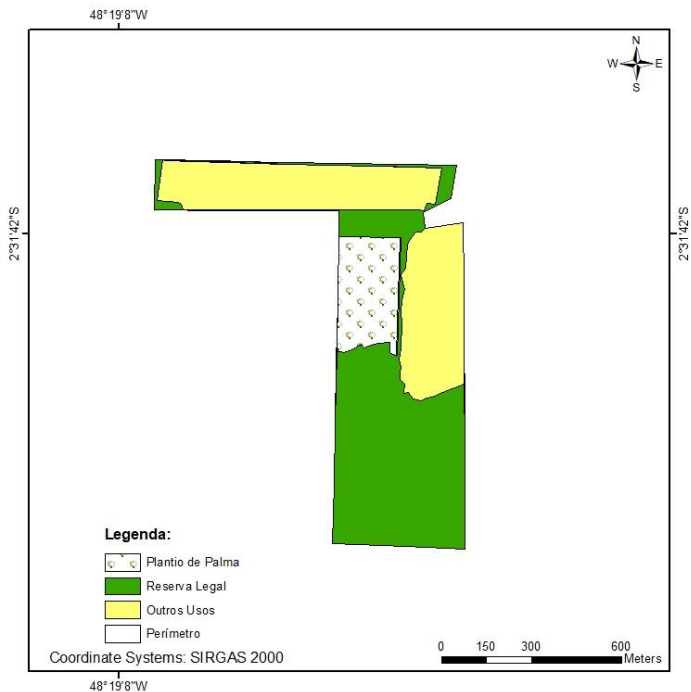 48°19'8"W
N
W E
S
2°31'42"S
2°31'42"S
Legenda:
Plantio de Palma
Reserva Legal
Outros Usos
Perímetro
Coordinate Systems: SIRGAS 2000
0 150 300 600
Meters
48°19'8"W